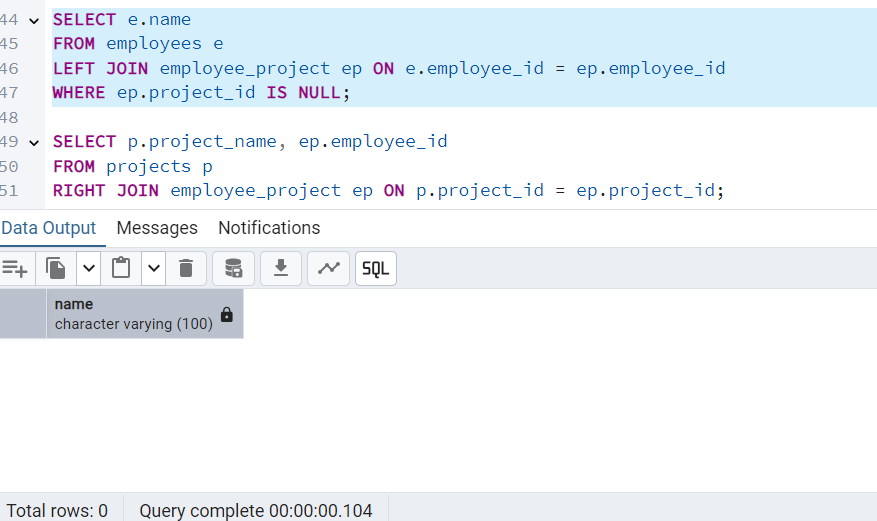 44 SELECT e.name
45 FROM employees e
46 LEFT JOIN employee_project ep ON e.employee_id = ep.employee_id
47 WHERE ep.project_id IS NULL;
48
49 SELECT p.project_name, ep.employee_id
50 FROM projects p
51 RIGHT JOIN employee_project ep ON p.project_id = ep.project_id;
Data Output Messages Notifications
SQL
name
character varying (100)
Total rows: 0 Query complete 00:00:00.104